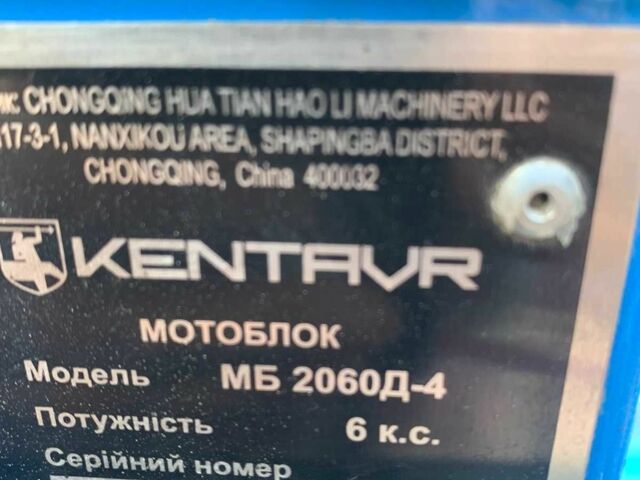 CHONGQING HUA TIAN HAO LI MACHINERY LLC
117-3-1, NANXIKOU AREA, SHAPINGBA DISTRICT,
CHONGQING, China 400032
KENTAVR
МОТОБЛОК
Модель МБ 2060Д-4
Потужність 6 к.с.
Серійний номер